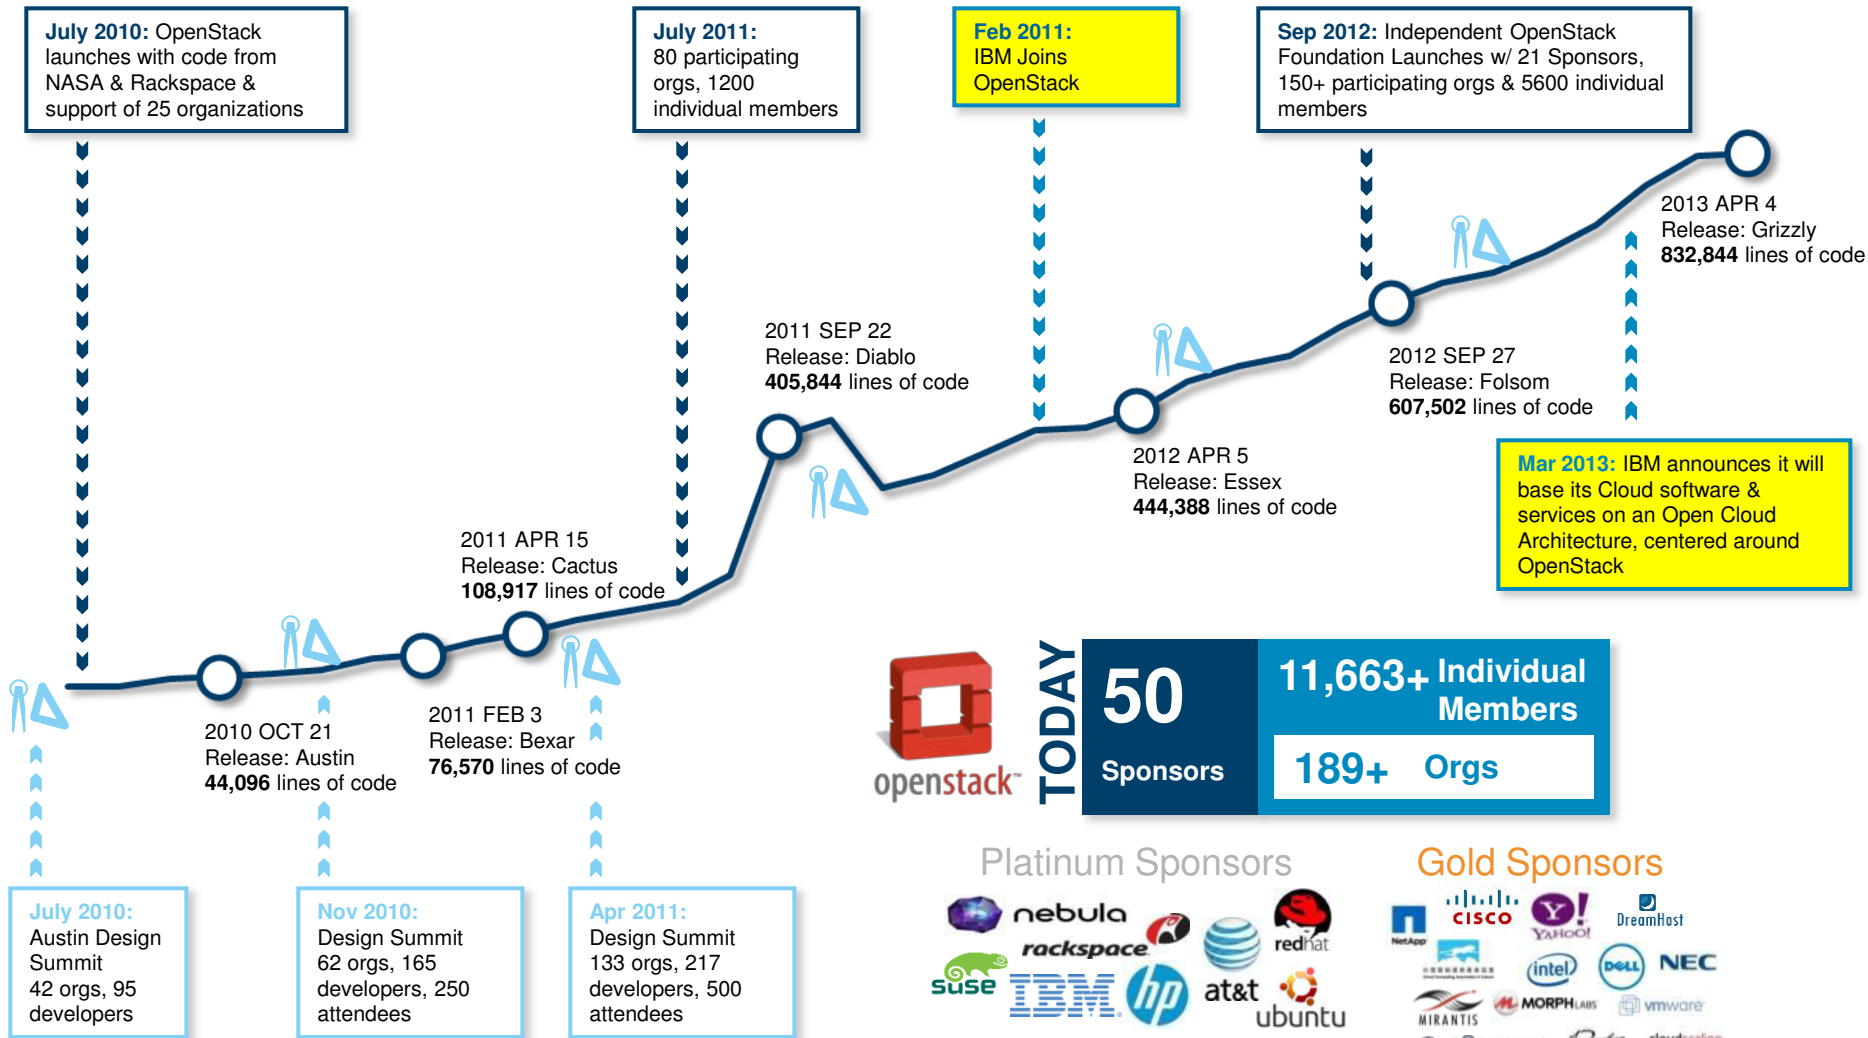 July 2010: OpenStack
launches with code from
NASA & Rackspace &
support of 25 organizations
July 2011:
80 participating
orgs, 1200
individual members
Feb 2011:
IBM Joins
OpenStack
Sep 2012: Independent OpenStack
Foundation Launches w/ 21 Sponsors,
150+ participating orgs & 5600 individual
members
2013 APR 4
Release: Grizzly
832,844 lines of code
2011 SEP 22
Release: Diablo
405,844 lines of code
2012 SEP 27
Release: Folsom
607,502 lines of code
2012 APR 5
Release: Essex
444,388 lines of code
Mar 2013: IBM announces it will
base its Cloud software &
services on an Open Cloud
Architecture, centered around
OpenStack
2011 APR 15
Release: Cactus
108,917 lines of code
2010 OCT 21
Release: Austin
44,096 lines of code
2011 FEB 3
Release: Bexar
76,570 lines of code
openstack™
TODAY
50
Sponsors
11,663+ Individual
Members
189+ Orgs
July 2010:
Austin Design
Summit
42 orgs, 95
developers
Nov 2010:
Design Summit
62 orgs, 165
developers, 250
attendees
Apr 2011:
Design Summit
133 orgs, 217
developers, 500
attendees
Platinum Sponsors
nebula
rackspace
redhat
suse
IBM
hp
at&t
ubuntu
Gold Sponsors
NetApp
CISCO
YAHOO!
DreamHost
intel
DELL
NEC
MIRANTIS
MORPHLABS
vmware